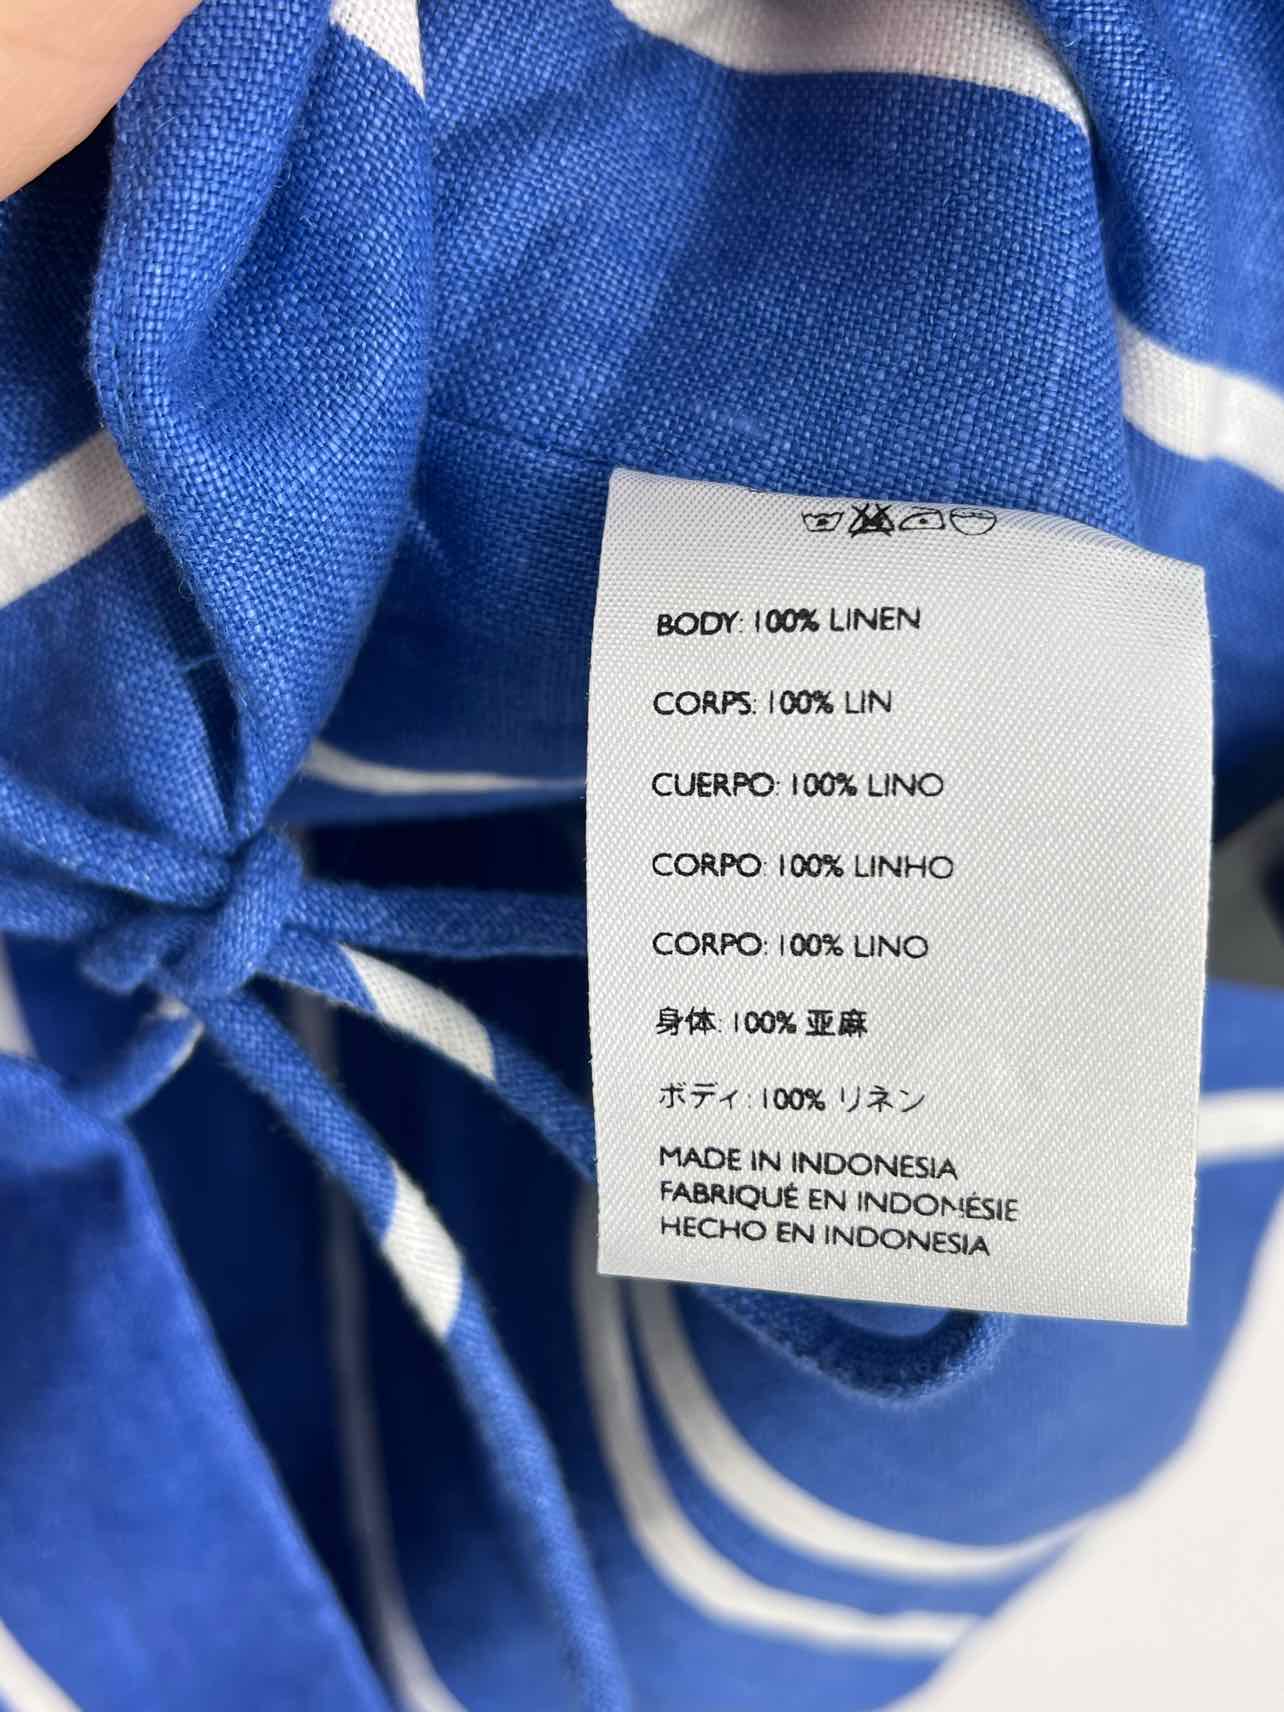 BODY: 100% LINEN
CORPS: 100% LIN
CUERPO: 100% LINO
CORPO: 100% LINHO
CORPO: 100% LINO
身体: 100% 亚麻
ボディ: 100% リネン
MADE IN INDONESIA
FABRIQUÉ EN INDONÉSIE
HECHO EN INDONESIA